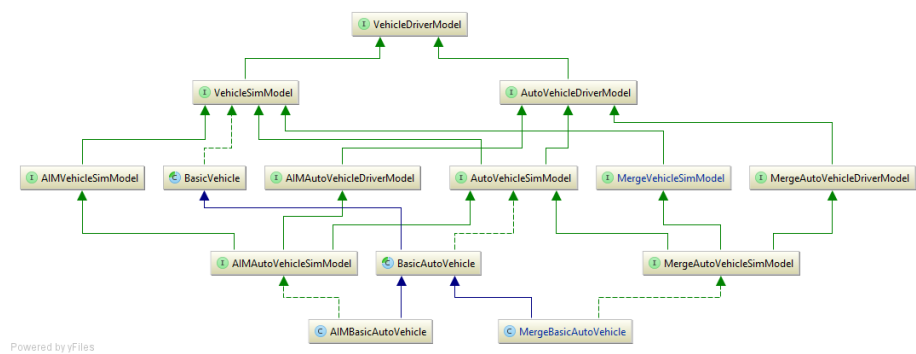 VehicleDriverModel
VehicleSimModel
AutoVehicleDriverModel
AIMVehicleSimModel
BasicVehicle
AIMAutoVehicleDriverModel
AutoVehicleSimModel
MergeVehicleSimModel
MergeAutoVehicleDriverModel
AIMAutoVehicleSimModel
BasicAutoVehicle
MergeAutoVehicleSimModel
AIMBasicAutoVehicle
MergeBasicAutoVehicle
Powered by yFiles